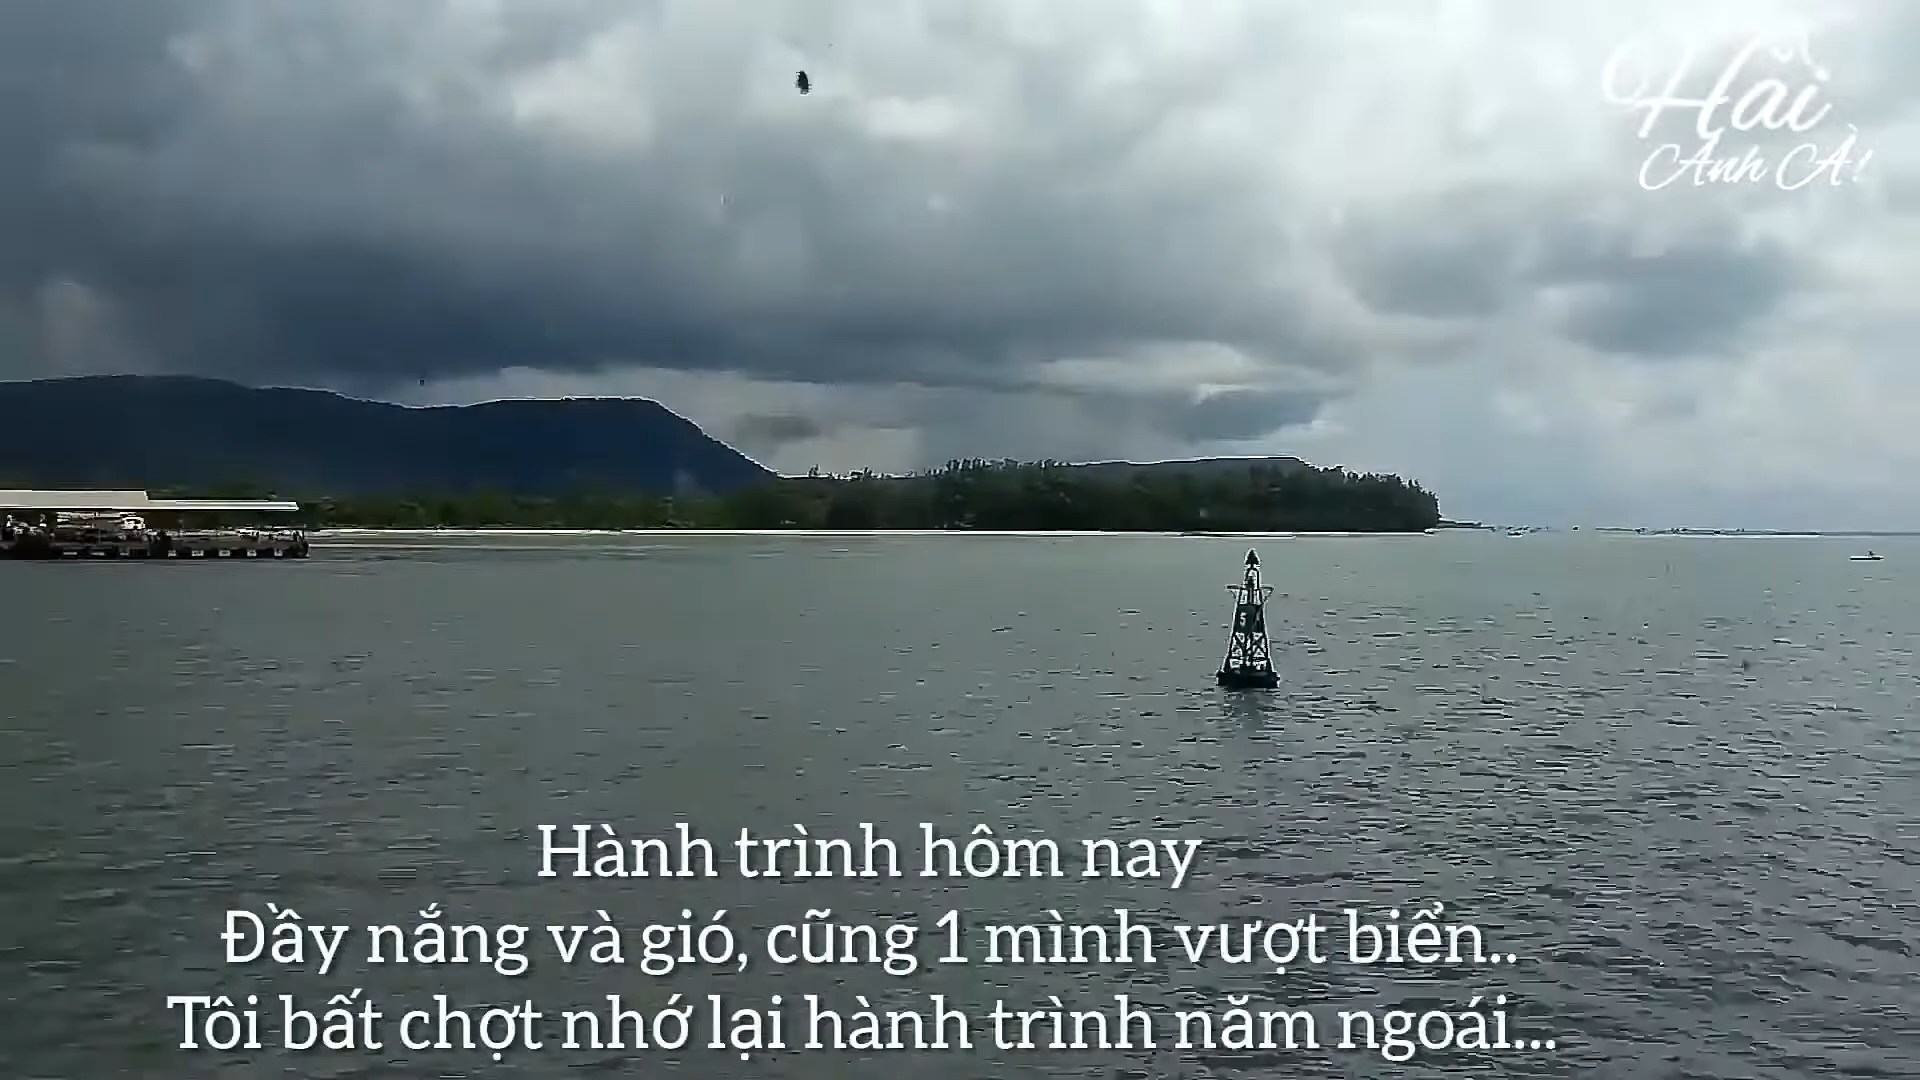 Hải
Anh À!
5
Hành trình hôm nay
Đầy nắng và gió, cũng 1 mình vượt biển..
Tôi bất chợt nhớ lại hành trình năm ngoái...